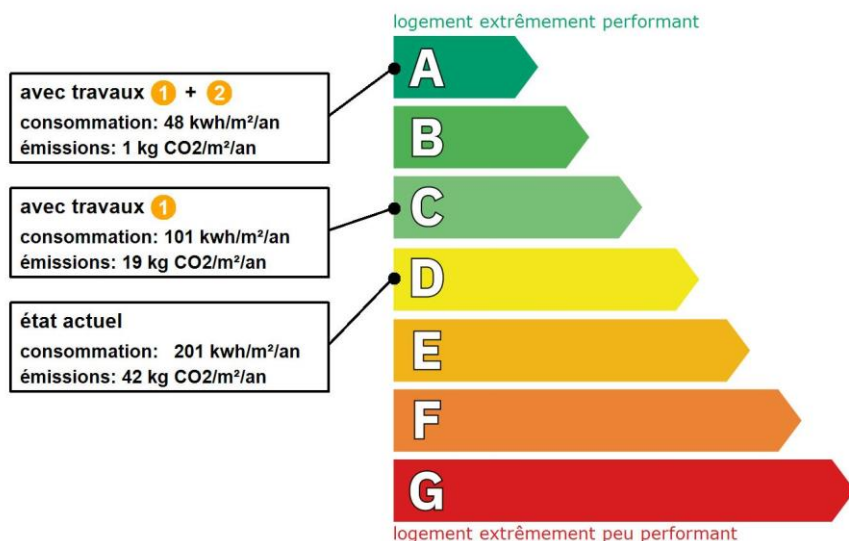 logement extrêmement performant
avec travaux 1 + 2
consommation: 48 kwh/m²/an
émissions: 1 kg CO2/m²/an
avec travaux 1
consommation: 101 kwh/m²/an
émissions: 19 kg CO2/m²/an
état actuel
consommation: 201 kwh/m²/an
émissions: 42 kg CO2/m²/an
A
B
C
D
E
F
G
logement extrêmement peu performant